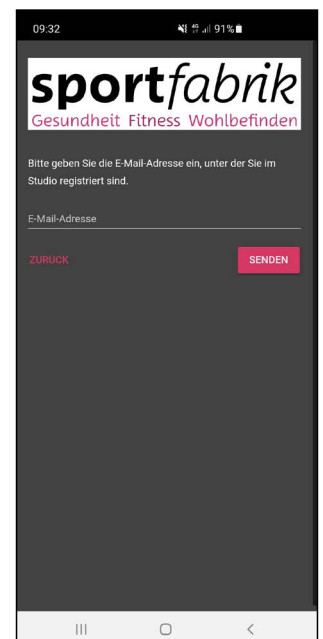 09:32 4G 91%
sportfabrik
Gesundheit Fitness Wohlbefinden
Bitte geben Sie die E-Mail-Adresse ein, unter der Sie im
Studio registriert sind.
E-Mail-Adresse
ZURÜCK SENDEN